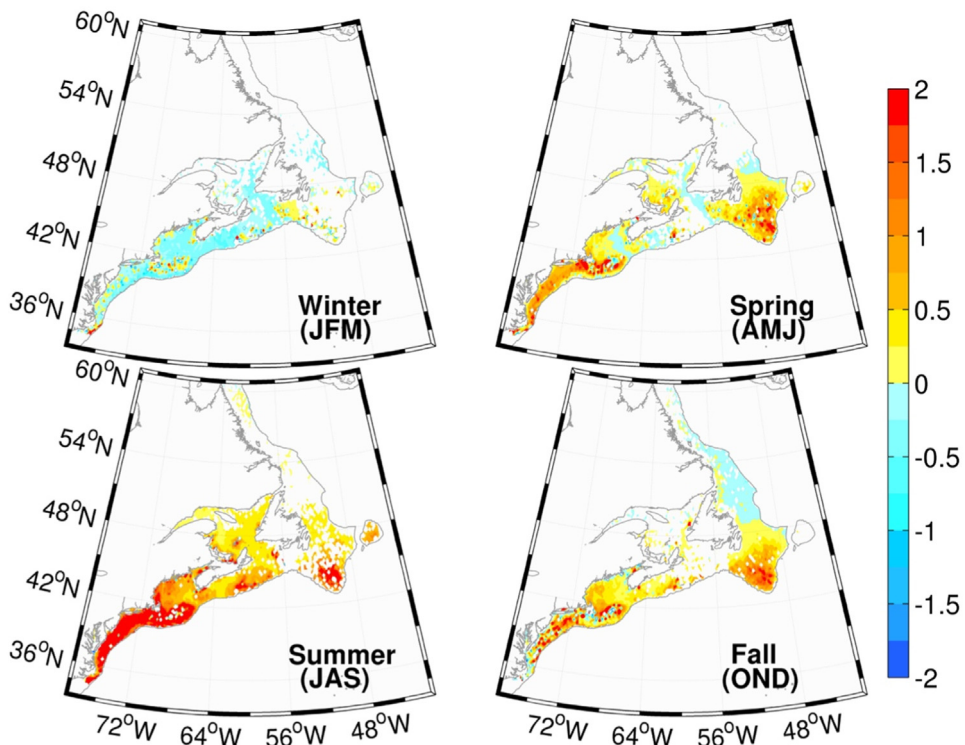 60°N
54°N
48°N
42°N
36°N
Winter
(JFM)
Spring
(AMJ)
2
1.5
1
0.5
0
-0.5
-1
-1.5
-2
60°N
54°N
48°N
42°N
36°N
Summer
(JAS)
Fall
(OND)
72°W 64°W 56°W 48°W
72°W 64°W 56°W 48°W